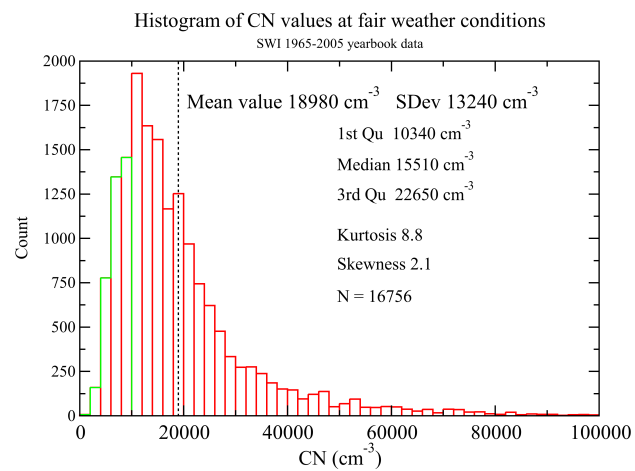 Histogram of CN values at fair weather conditions
SWI 1965-2005 yearbook data
Mean value 18980 cm⁻³ SDev 13240 cm⁻³
1st Qu 10340 cm⁻³
Median 15510 cm⁻³
3rd Qu 22650 cm⁻³
Kurtosis 8.8
Skewness 2.1
N = 16756
Count
2000
1750
1500
1250
1000
750
500
250
0
0 20000 40000 60000 80000 100000
CN (cm⁻³)